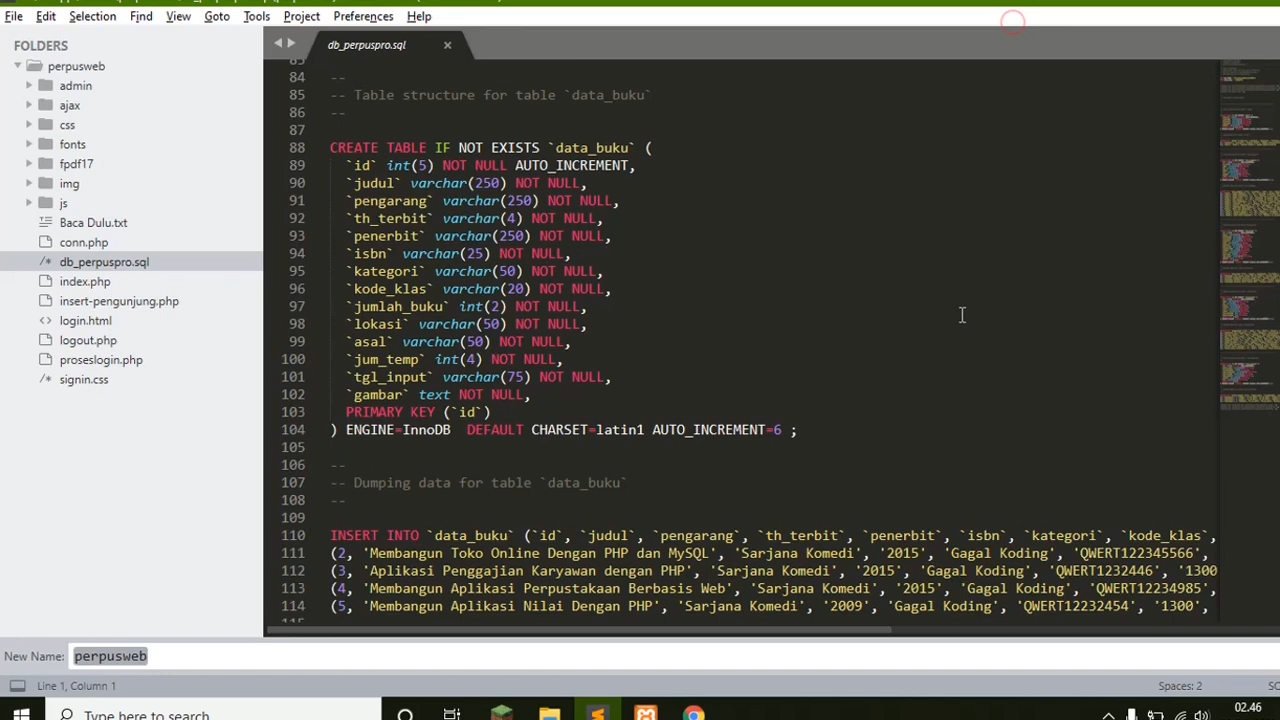 File Edit Selection Find View Goto Tools Project Preferences Help
FOLDERS
perpusweb
admin
ajax
css
fonts
fpdf17
img
js
Baca Dulu.txt
conn.php
/* db_perpuspro.sql
index.php
insert-pengunjung.php
<> login.html
logout.php
proseslogin.php
signin.css
db_perpuspro.sql ×
84 --
85 -- Table structure for table `data_buku`
86 --
87
88 CREATE TABLE IF NOT EXISTS `data_buku` (
89 `id` int(5) NOT NULL AUTO_INCREMENT,
90 `judul` varchar(250) NOT NULL,
91 `pengarang` varchar(250) NOT NULL,
92 `th_terbit` varchar(4) NOT NULL,
93 `penerbit` varchar(250) NOT NULL,
94 `isbn` varchar(25) NOT NULL,
95 `kategori` varchar(50) NOT NULL,
96 `kode_klas` varchar(20) NOT NULL,
97 `jumlah_buku` int(2) NOT NULL,
98 `lokasi` varchar(50) NOT NULL,
99 `asal` varchar(50) NOT NULL,
100 `jum_temp` int(4) NOT NULL,
101 `tgl_input` varchar(75) NOT NULL,
102 `gambar` text NOT NULL,
103 PRIMARY KEY (`id`)
104 ) ENGINE=InnoDB DEFAULT CHARSET=latin1 AUTO_INCREMENT=6 ;
105
106 --
107 -- Dumping data for table `data_buku`
108 --
109
110 INSERT INTO `data_buku` (`id`, `judul`, `pengarang`, `th_terbit`, `penerbit`, `isbn`, `kategori`, `kode_klas`,
111 (2, 'Membangun Toko Online Dengan PHP dan MySQL', 'Sarjana Komedi', '2015', 'Gagal Koding', 'QWERT122345566',
112 (3, 'Aplikasi Penggajian Karyawan dengan PHP', 'Sarjana Komedi', '2015', 'Gagal Koding', 'QWERT1232446', '1300
113 (4, 'Membangun Aplikasi Perpustakaan Berbasis Web', 'Sarjana Komedi', '2015', 'Gagal Koding', 'QWERT12234985',
114 (5, 'Membangun Aplikasi Nilai Dengan PHP', 'Sarjana Komedi', '2009', 'Gagal Koding', 'QWERT12232454', '1300',
New Name: perpusweb
Line 1, Column 1
Spaces: 2
Type here to search
02.46